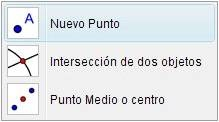 A
Nuevo Punto
Intersección de dos objetos
Punto Medio o centro